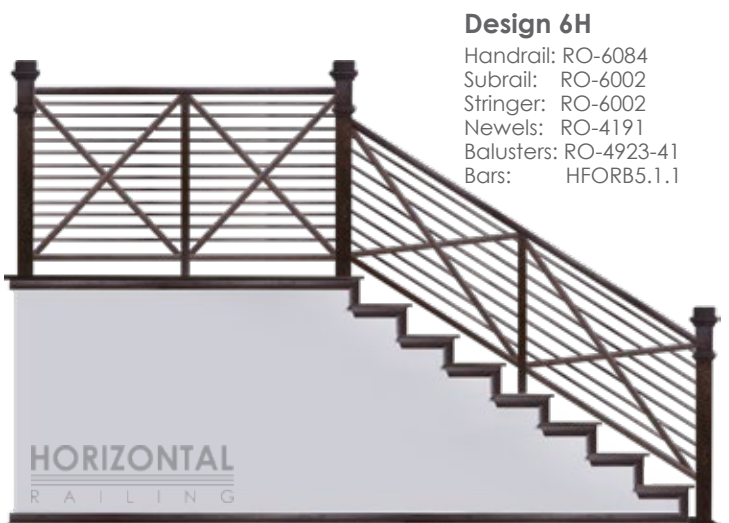 Design 6H
Handrail: RO-6084
Subrail: RO-6002
Stringer: RO-6002
Newels: RO-4191
Balusters: RO-4923-41
Bars: HFORB5.1.1
HORIZONTAL
RAILING